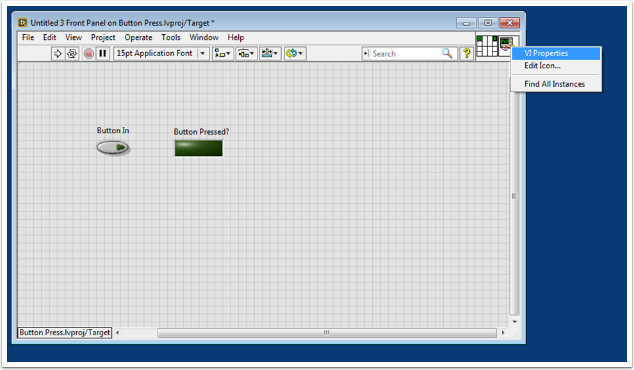 Untitled 3 Front Panel on Button Press.lvproj/Target *
File Edit View Project Operate Tools Window Help
15pt Application Font
Search
?
VI Properties
Edit Icon...
Find All Instances
Button In
Button Pressed?
Button Press.lvproj/Target